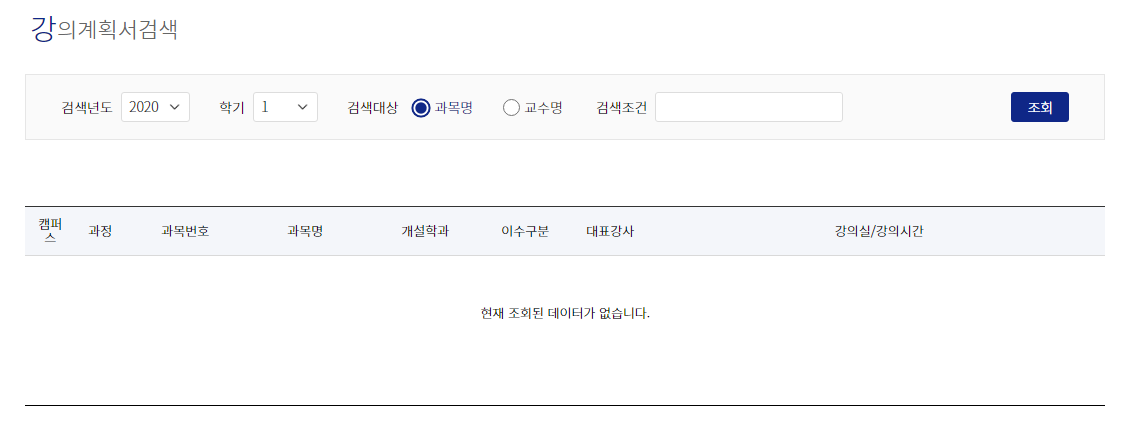 강의계획서검색
검색년도 2020 학기 1 검색대상 과목명 교수명 검색조건 조회
캠퍼스 과정 과목번호 과목명 개설학과 이수구분 대표강사 강의실/강의시간
현재 조회된 데이터가 없습니다.